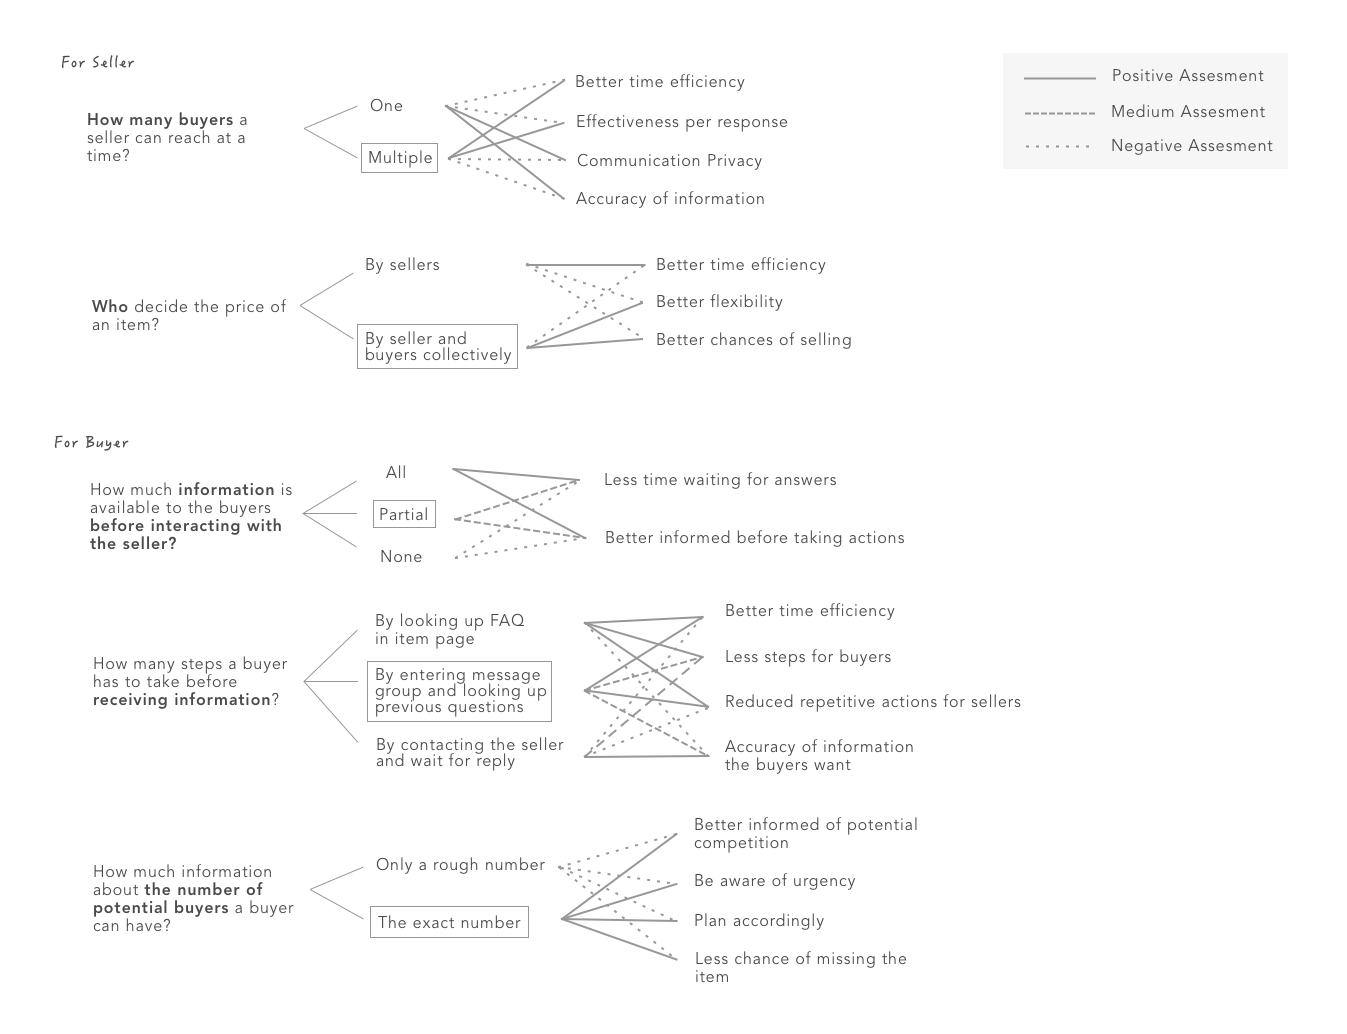 For Seller
How many buyers a
seller can reach at a
time?
One
Multiple
Better time efficiency
Effectiveness per response
Communication Privacy
Accuracy of information
Positive Assesment
Medium Assesment
Negative Assesment
Who decide the price of
an item?
By sellers
By seller and
buyers collectively
Better time efficiency
Better flexibility
Better chances of selling
For Buyer
How much information is
available to the buyers
before interacting with
the seller?
All
Partial
None
Less time waiting for answers
Better informed before taking actions
How many steps a buyer
has to take before
receiving information?
By looking up FAQ
in item page
By entering message
group and looking up
previous questions
By contacting the seller
and wait for reply
Better time efficiency
Less steps for buyers
Reduced repetitive actions for sellers
Accuracy of information
the buyers want
How much information
about the number of
potential buyers a buyer
can have?
Only a rough number
The exact number
Better informed of potential
competition
Be aware of urgency
Plan accordingly
Less chance of missing the
item